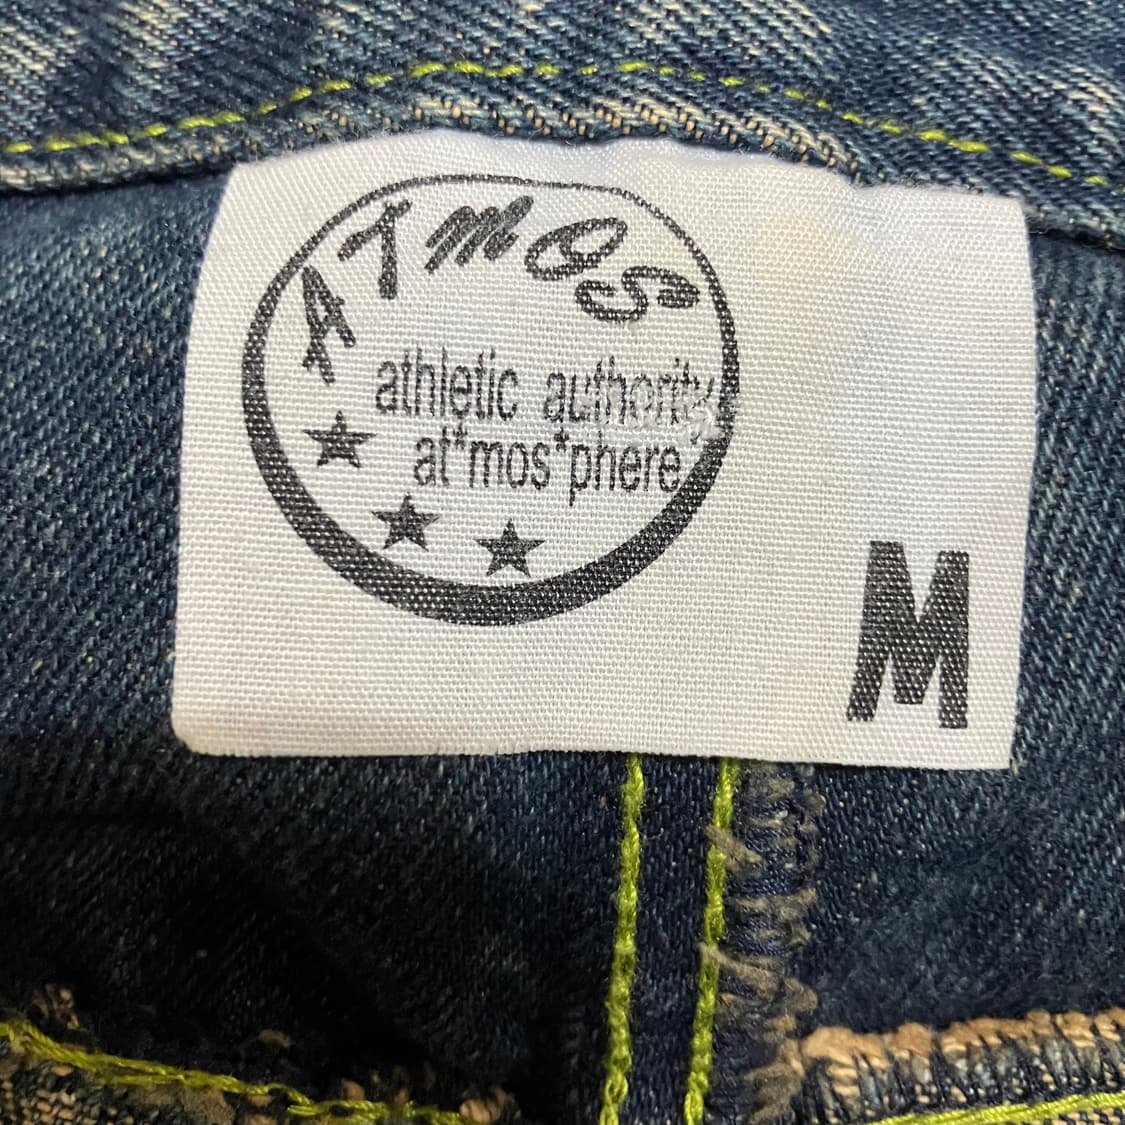 ATMOS
athletic authority
at*mos*phere
M